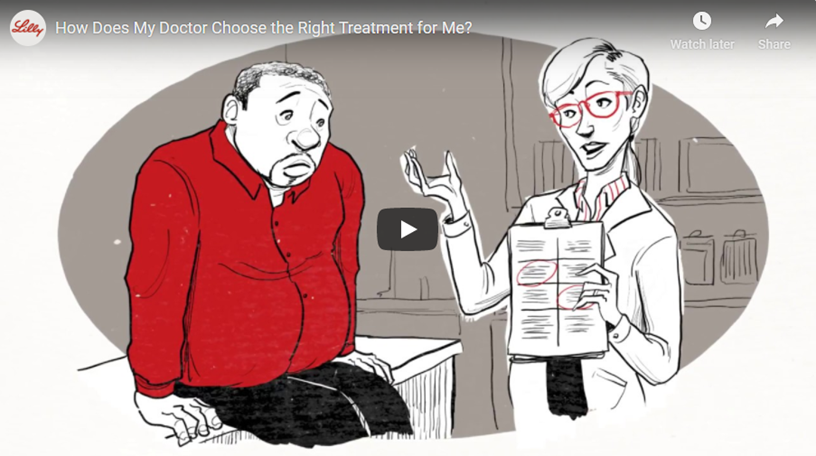 Lilly
How Does My Doctor Choose the Right Treatment for Me?
Watch later
Share